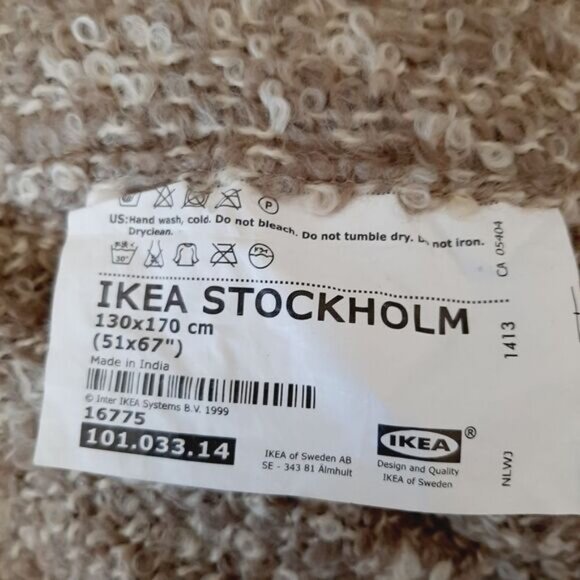 P
US:Hand wash, cold. Do not bleach. Do not tumble dry. Do not iron.
Dryclean.
30°
IKEA STOCKHOLM
130x170 cm
(51x67")
Made in India
© Inter IKEA Systems B.V. 1999
16775
101.033.14
IKEA of Sweden AB
SE - 343 81 Älmhult
IKEA®
Design and Quality
IKEA of Sweden
CA 05404
1413
NLWJ